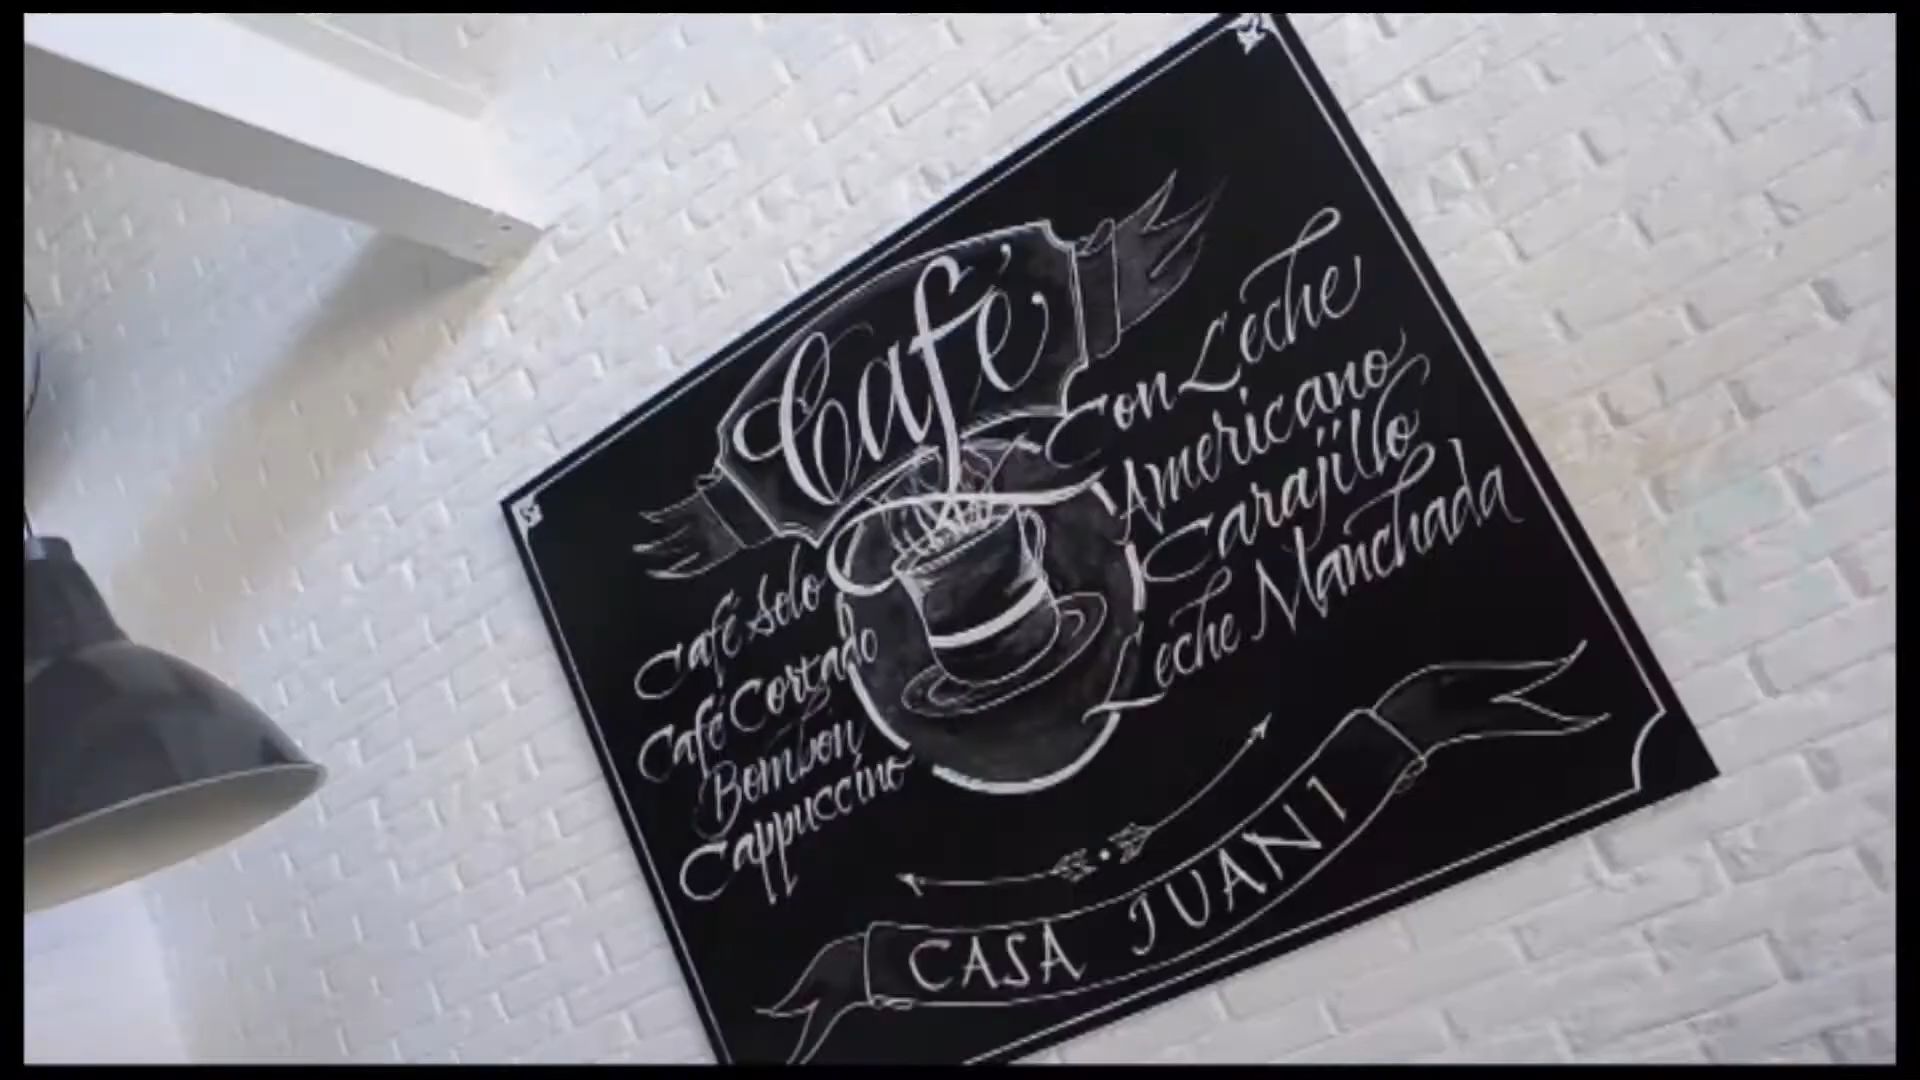 Café
Café Solo
Café Cortado
Bombon
Cappuccino
Con Leche
Americano
Carajillo
Leche Manchada
CASA JUANI